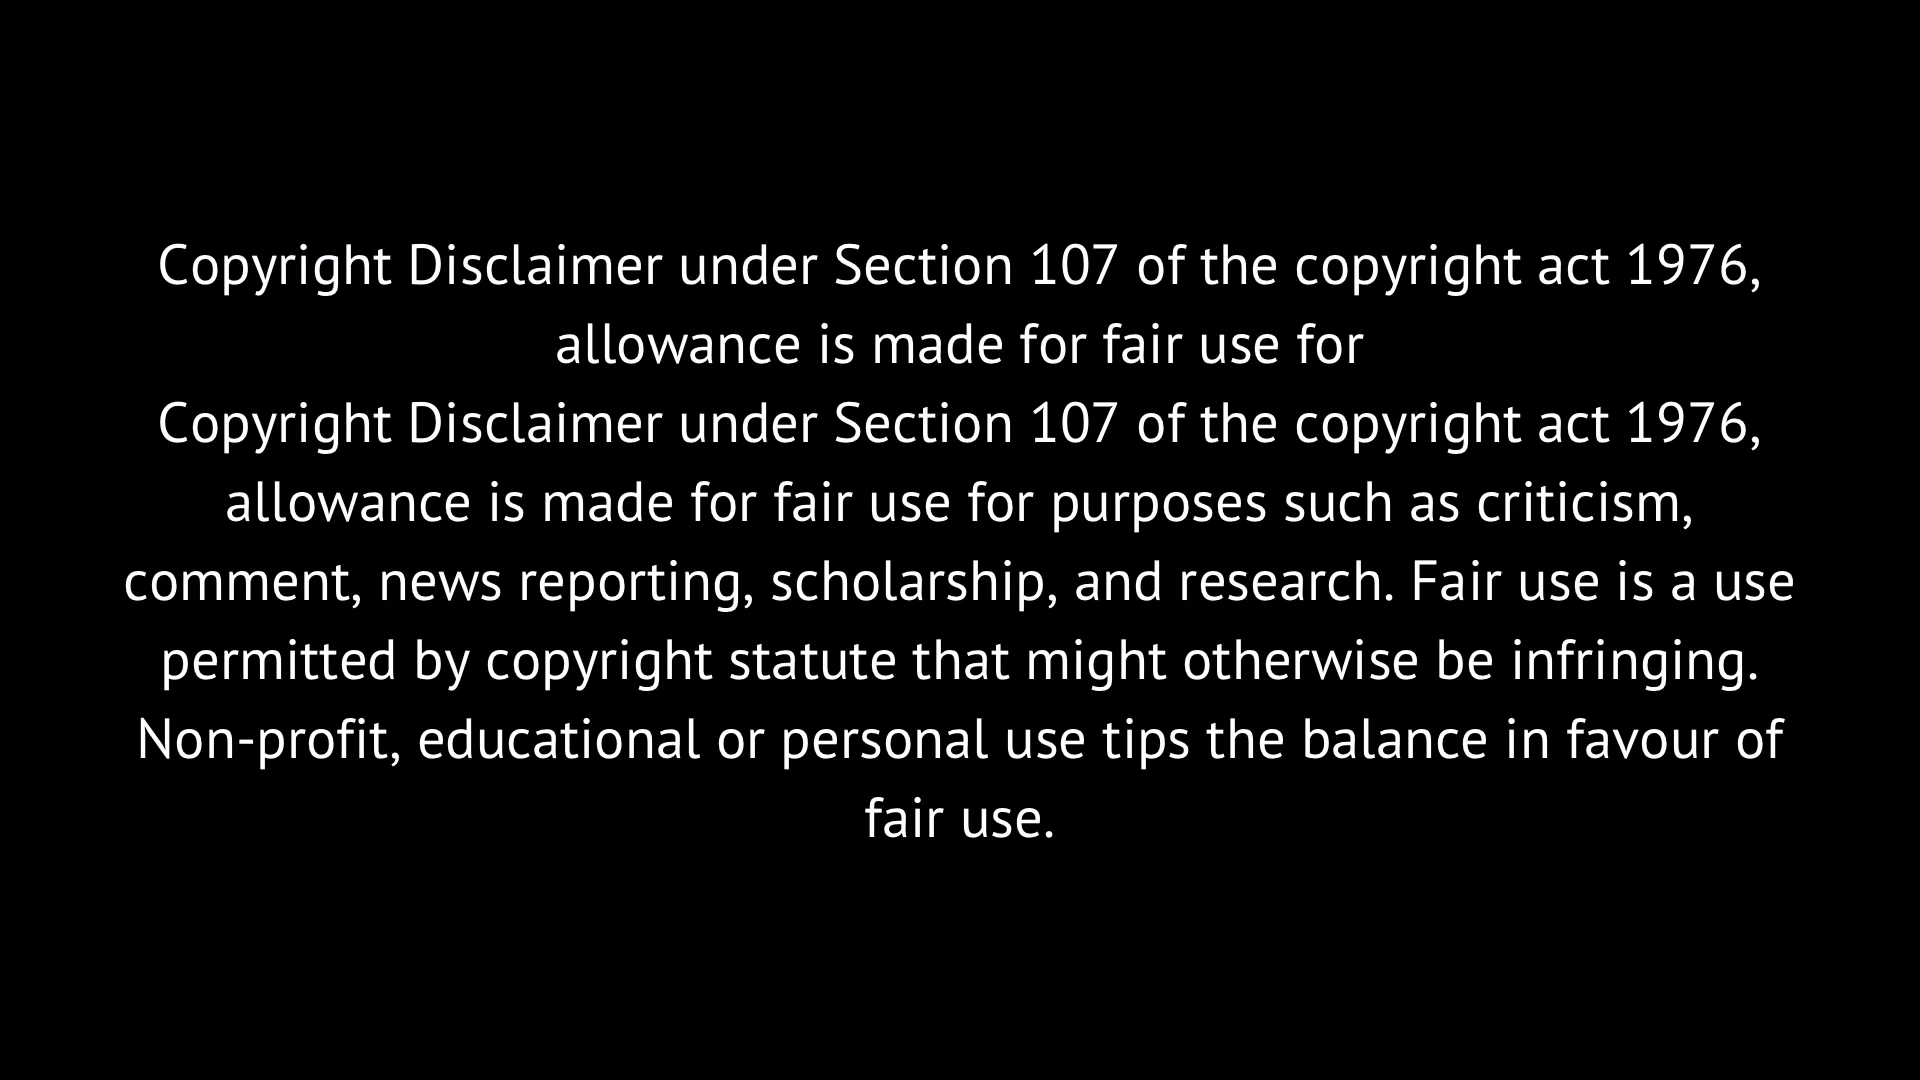 Copyright Disclaimer under Section 107 of the copyright act 1976,
allowance is made for fair use for
Copyright Disclaimer under Section 107 of the copyright act 1976,
allowance is made for fair use for purposes such as criticism,
comment, news reporting, scholarship, and research. Fair use is a use
permitted by copyright statute that might otherwise be infringing.
Non-profit, educational or personal use tips the balance in favour of
fair use.